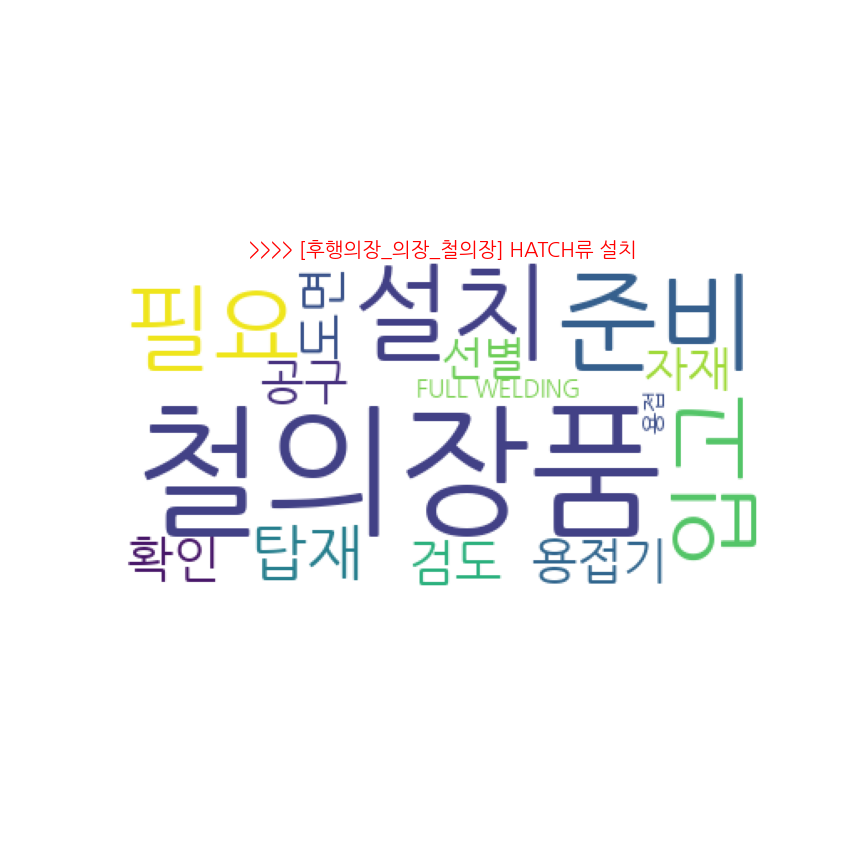 >>>> [후행의장_의장_철의장] HATCH류 설치
필요
도면
설치
준비
공구
선별
자재
FULL WELDING
용접
철의장품
입고
확인
탑재
검도
용접기